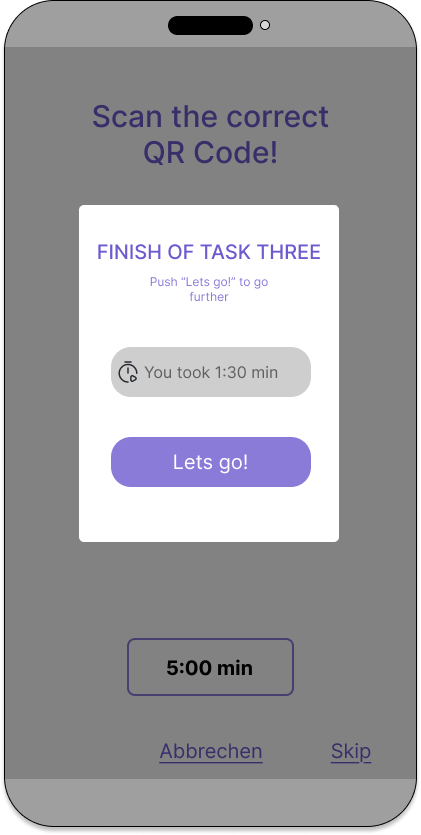 Scan the correct
QR Code!
FINISH OF TASK THREE
Push “Lets go!” to go
further
You took 1:30 min
Lets go!
5:00 min
Abbrechen Skip